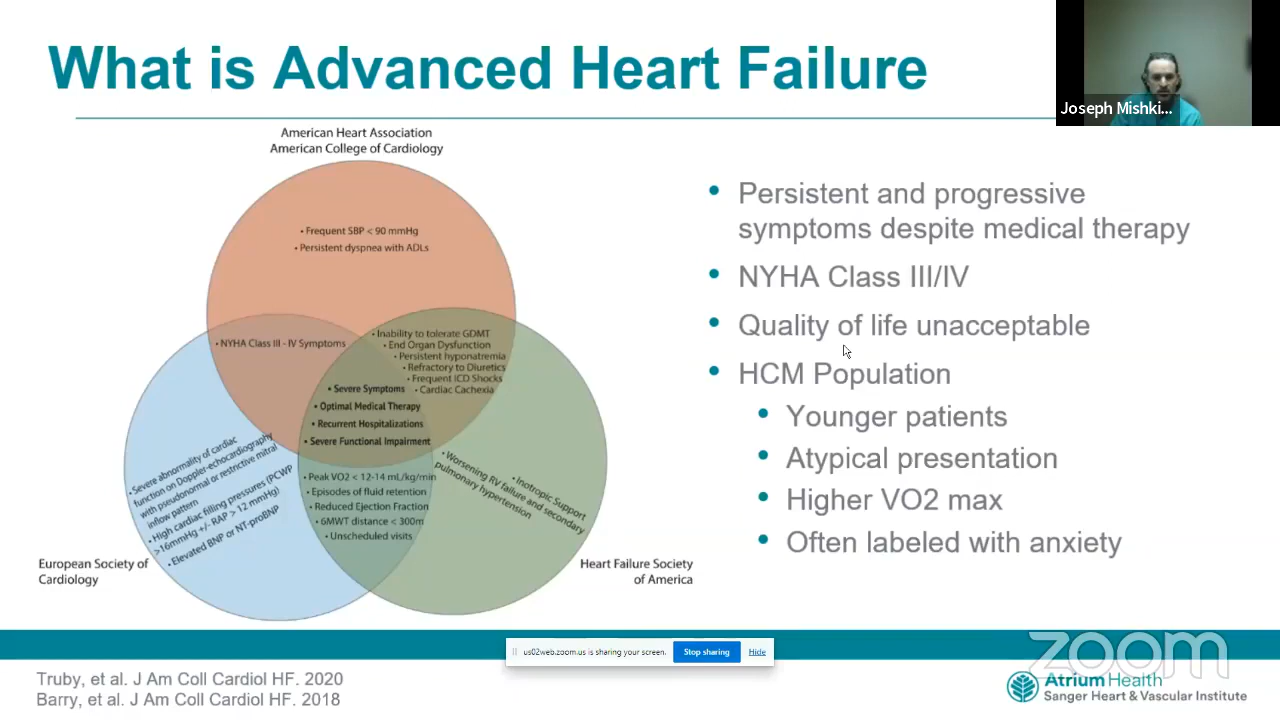 What is Advanced Heart Failure
Joseph Mishki...
American Heart Association
American College of Cardiology
• Frequent SBP < 90 mmHg
• Persistent dyspnea with ADLs
• NYHA Class III - IV Symptoms
• Inability to tolerate GDMT
• End Organ Dysfunction
• Persistent hyponatremia
• Refractory to Diuretics
• Frequent ICD Shocks
• Cardiac Cachexia
• Severe Symptoms
• Optimal Medical Therapy
• Recurrent Hospitalizations
• Severe Functional Impairment
• Severe abnormality of cardiac
function on Doppler-echocardiography
with pseudonormal or restrictive mitral
inflow pattern
• High cardiac filling pressures (PCWP
>16mmHg +/- RAP > 12 mmHg)
• Elevated BNP or NT-proBNP
• Peak VO2 < 12-14 mL/kg/min
• Episodes of fluid retention
• Reduced Ejection Fraction
• 6MWT distance < 300m
• Unscheduled visits
• Inotropic Support
• Worsening RV failure and secondary
pulmonary hypertension
European Society of
Cardiology
Heart Failure Society
of America
• Persistent and progressive
symptoms despite medical therapy
• NYHA Class III/IV
• Quality of life unacceptable
• HCM Population
• Younger patients
• Atypical presentation
• Higher VO2 max
• Often labeled with anxiety
us02web.zoom.us is sharing your screen.
Stop sharing
Hide
zoom
Truby, et al. J Am Coll Cardiol HF. 2020
Barry, et al. J Am Coll Cardiol HF. 2018
Atrium Health
Sanger Heart & Vascular Institute